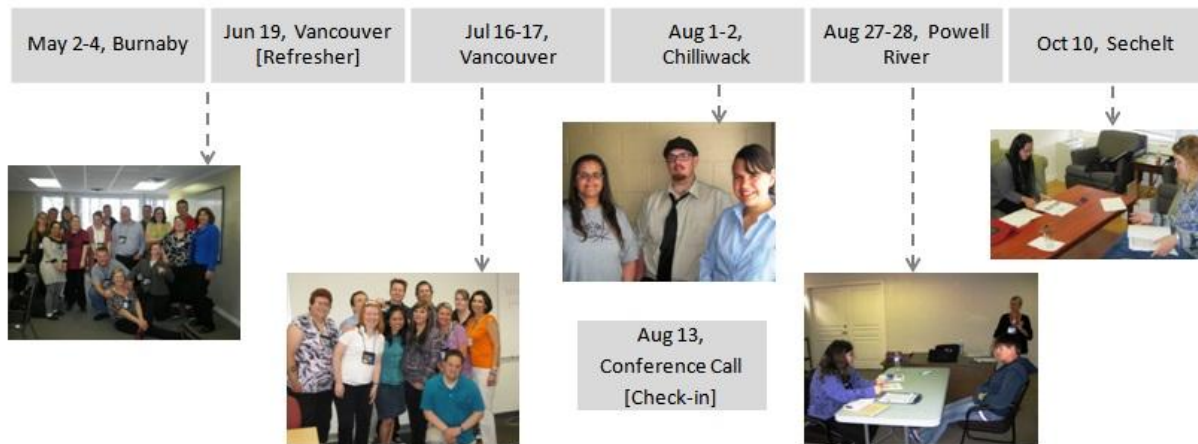 May 2-4, Burnaby
Jun 19, Vancouver
[Refresher]
Jul 16-17,
Vancouver
Aug 1-2,
Chilliwack
Aug 27-28, Powell
River
Oct 10, Sechelt
Aug 13,
Conference Call
[Check-in]